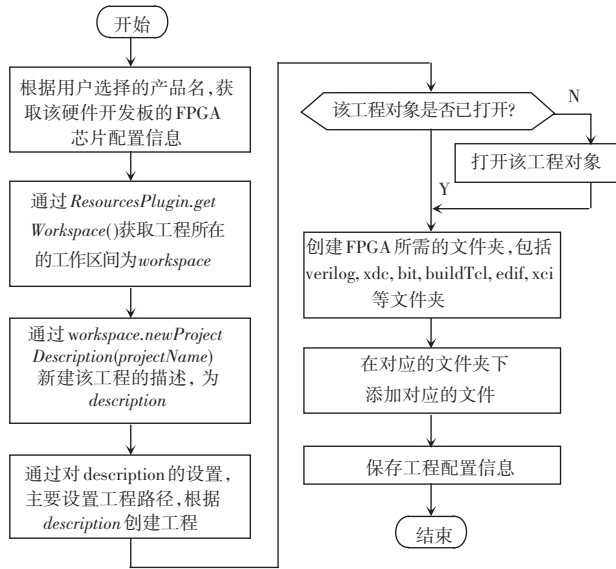 开始
根据用户选择的产品名,获
取该硬件开发板的FPGA
芯片配置信息
通过ResourcesPlugin.get
Workspace()获取工程所在
的工作区间为workspace
通过workspace.newProject
Description(projectName)
新建该工程的描述,为
description
通过对description的设置,
主要设置工程路径,根据
description创建工程
该工程对象是否已打开?
N
打开该工程对象
Y
创建FPGA所需的文件夹,包括
verilog, xdc, bit, buildTcl, edif, xci
等文件夹
在对应的文件夹下
添加对应的文件
保存工程配置信息
结束